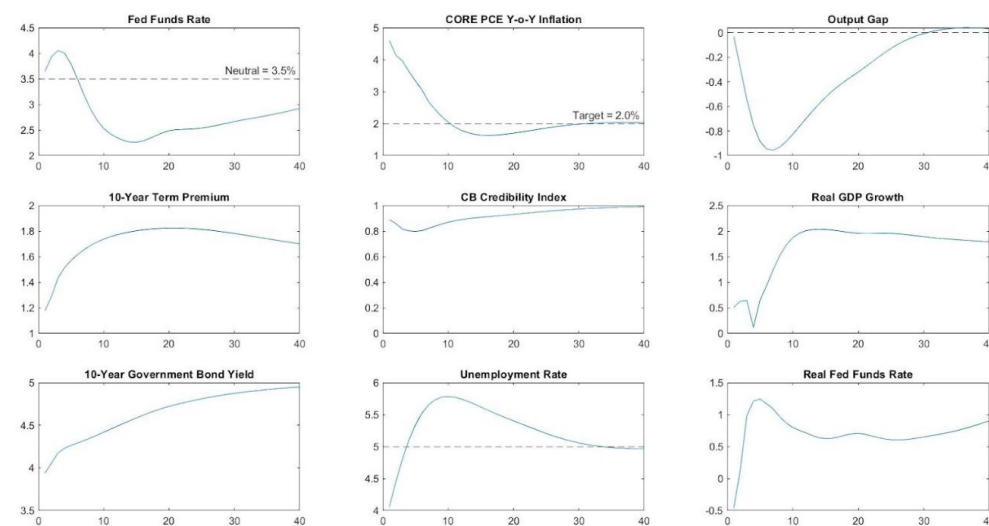 Fed Funds Rate
4.5
4
3.5
3
2.5
2
Neutral = 3.5%
0 10 20 30 40
CORE PCE Y-o-Y Inflation
5
4
3
2
1
Target = 2.0%
0 10 20 30 40
Output Gap
0
-0.2
-0.4
-0.6
-0.8
-1
0 10 20 30 4
10-Year Term Premium
2
1.8
1.6
1.4
1.2
1
0 10 20 30 40
CB Credibility Index
1
0.8
0.6
0.4
0.2
0
0 10 20 30 40
Real GDP Growth
2.5
2
1.5
1
0.5
0
0 10 20 30 4
10-Year Government Bond Yield
5
4.5
4
3.5
0 10 20 30 40
Unemployment Rate
6
5.5
5
4.5
4
0 10 20 30 40
Real Fed Funds Rate
1.5
1
0.5
0
-0.5
0 10 20 30 4